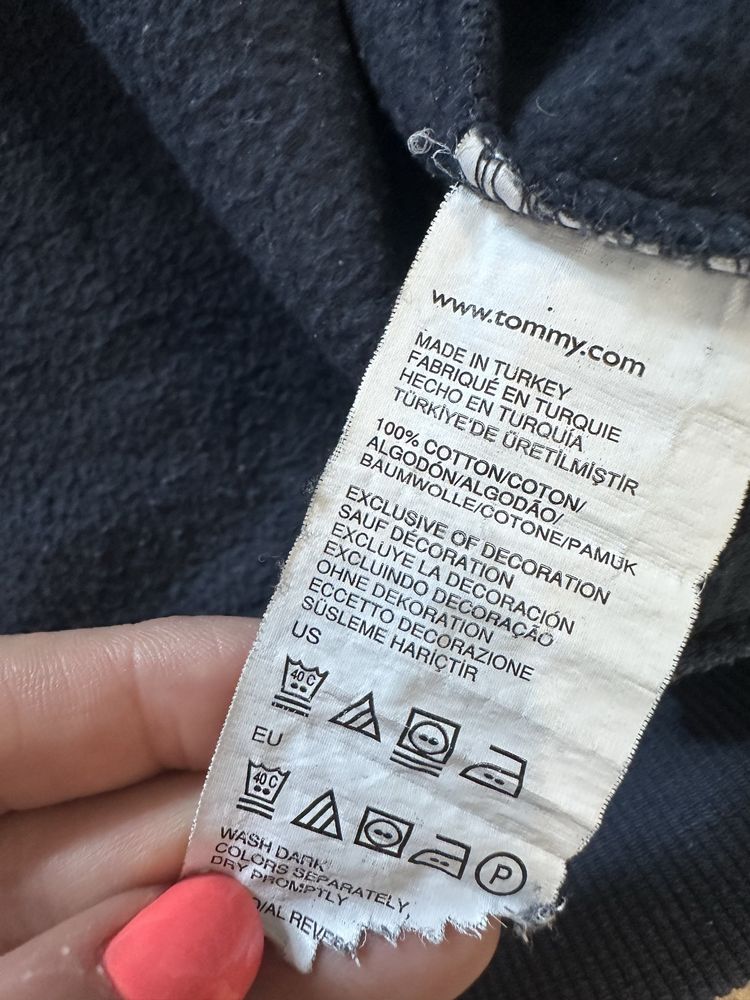 www.tommy.com
MADE IN TURKEY
FABRIQUÉ EN TURQUIE
HECHO EN TURQUÍA
TÜRKİYE'DE ÜRETİLMİŞTİR
100% COTTON/COTON/
ALGODÓN/ALGODÃO/
BAUMWOLLE/COTONE/PAMUK
EXCLUSIVE OF DECORATION
SAUF DÉCORATION
EXCLUYE LA DECORACIÓN
EXCLUINDO DECORAÇÃO
OHNE DEKORATION
ECCETTO DECORAZIONE
SÜSLEME HARİÇTİR
US
40 C
EU
40 C
P
WASH DARK
COLORS SEPARATELY,
DRY PROMPTLY